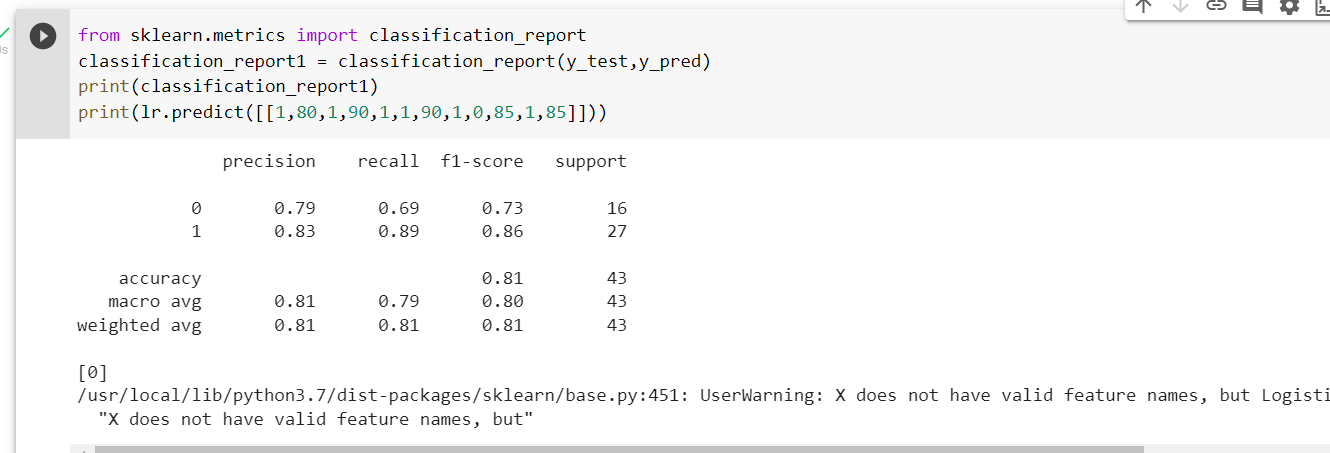 from sklearn.metrics import classification_report
classification_report1 = classification_report(y_test,y_pred)
print(classification_report1)
print(lr.predict([[1,80,1,90,1,1,90,1,0,85,1,85]]))
precision recall f1-score support
0 0.79 0.69 0.73 16
1 0.83 0.89 0.86 27
accuracy 0.81 43
macro avg 0.81 0.79 0.80 43
weighted avg 0.81 0.81 0.81 43
[0]
/usr/local/lib/python3.7/dist-packages/sklearn/base.py:451: UserWarning: X does not have valid feature names, but Logisti
"X does not have valid feature names, but"